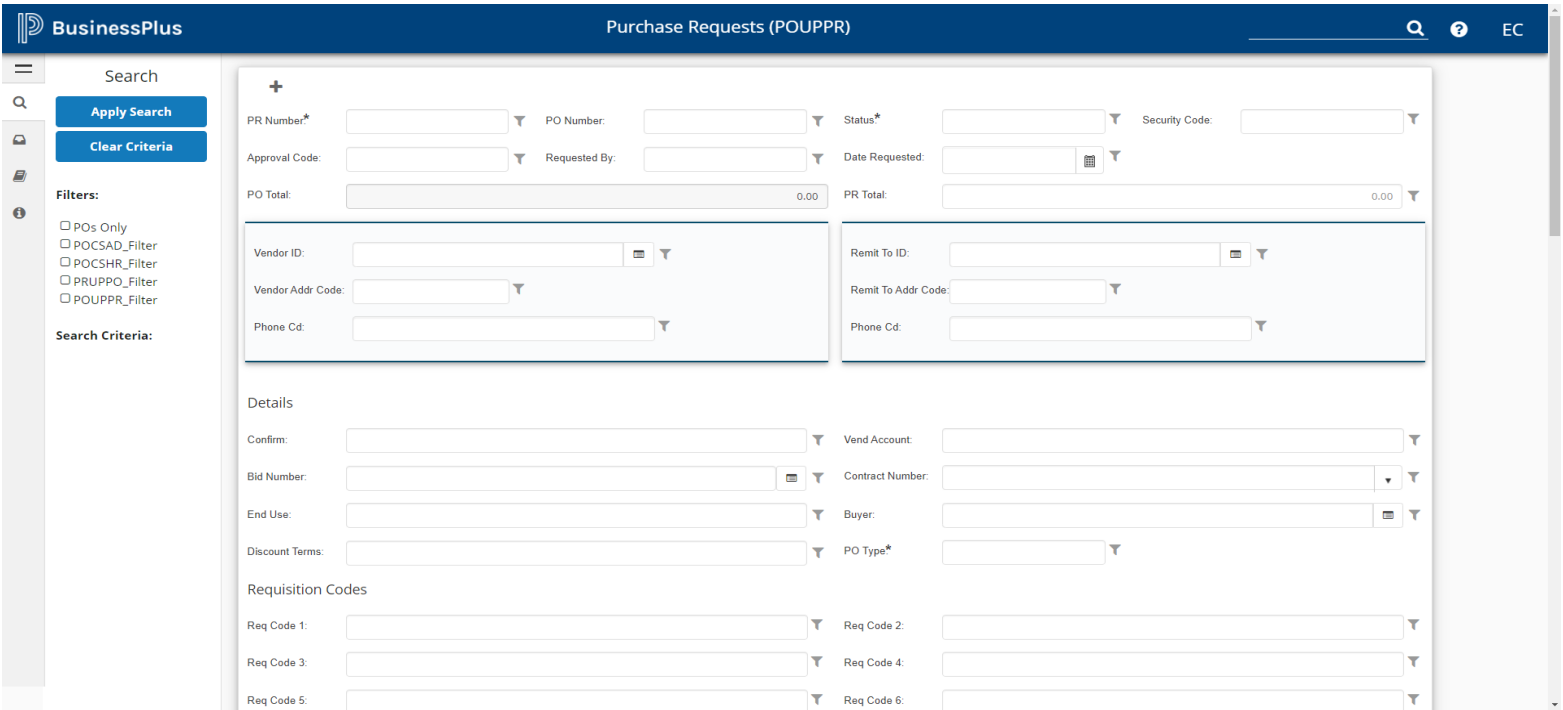 BusinessPlus
Purchase Requests (POUPPR)
EC
Search
Apply Search
Clear Criteria
Filters:
POs Only
POCSAD_Filter
POCSHR_Filter
PRUPPO_Filter
POUPPR_Filter
Search Criteria:
PR Number:* PO Number: Status:* Security Code:
Approval Code: Requested By: Date Requested:
PO Total: 0.00 PR Total: 0.00
Vendor ID: Remit To ID:
Vendor Addr Code: Remit To Addr Code:
Phone Cd: Phone Cd:
Details
Confirm: Vend Account:
Bid Number: Contract Number:
End Use: Buyer:
Discount Terms: PO Type:*
Requisition Codes
Req Code 1: Req Code 2:
Req Code 3: Req Code 4:
Req Code 5: Req Code 6: